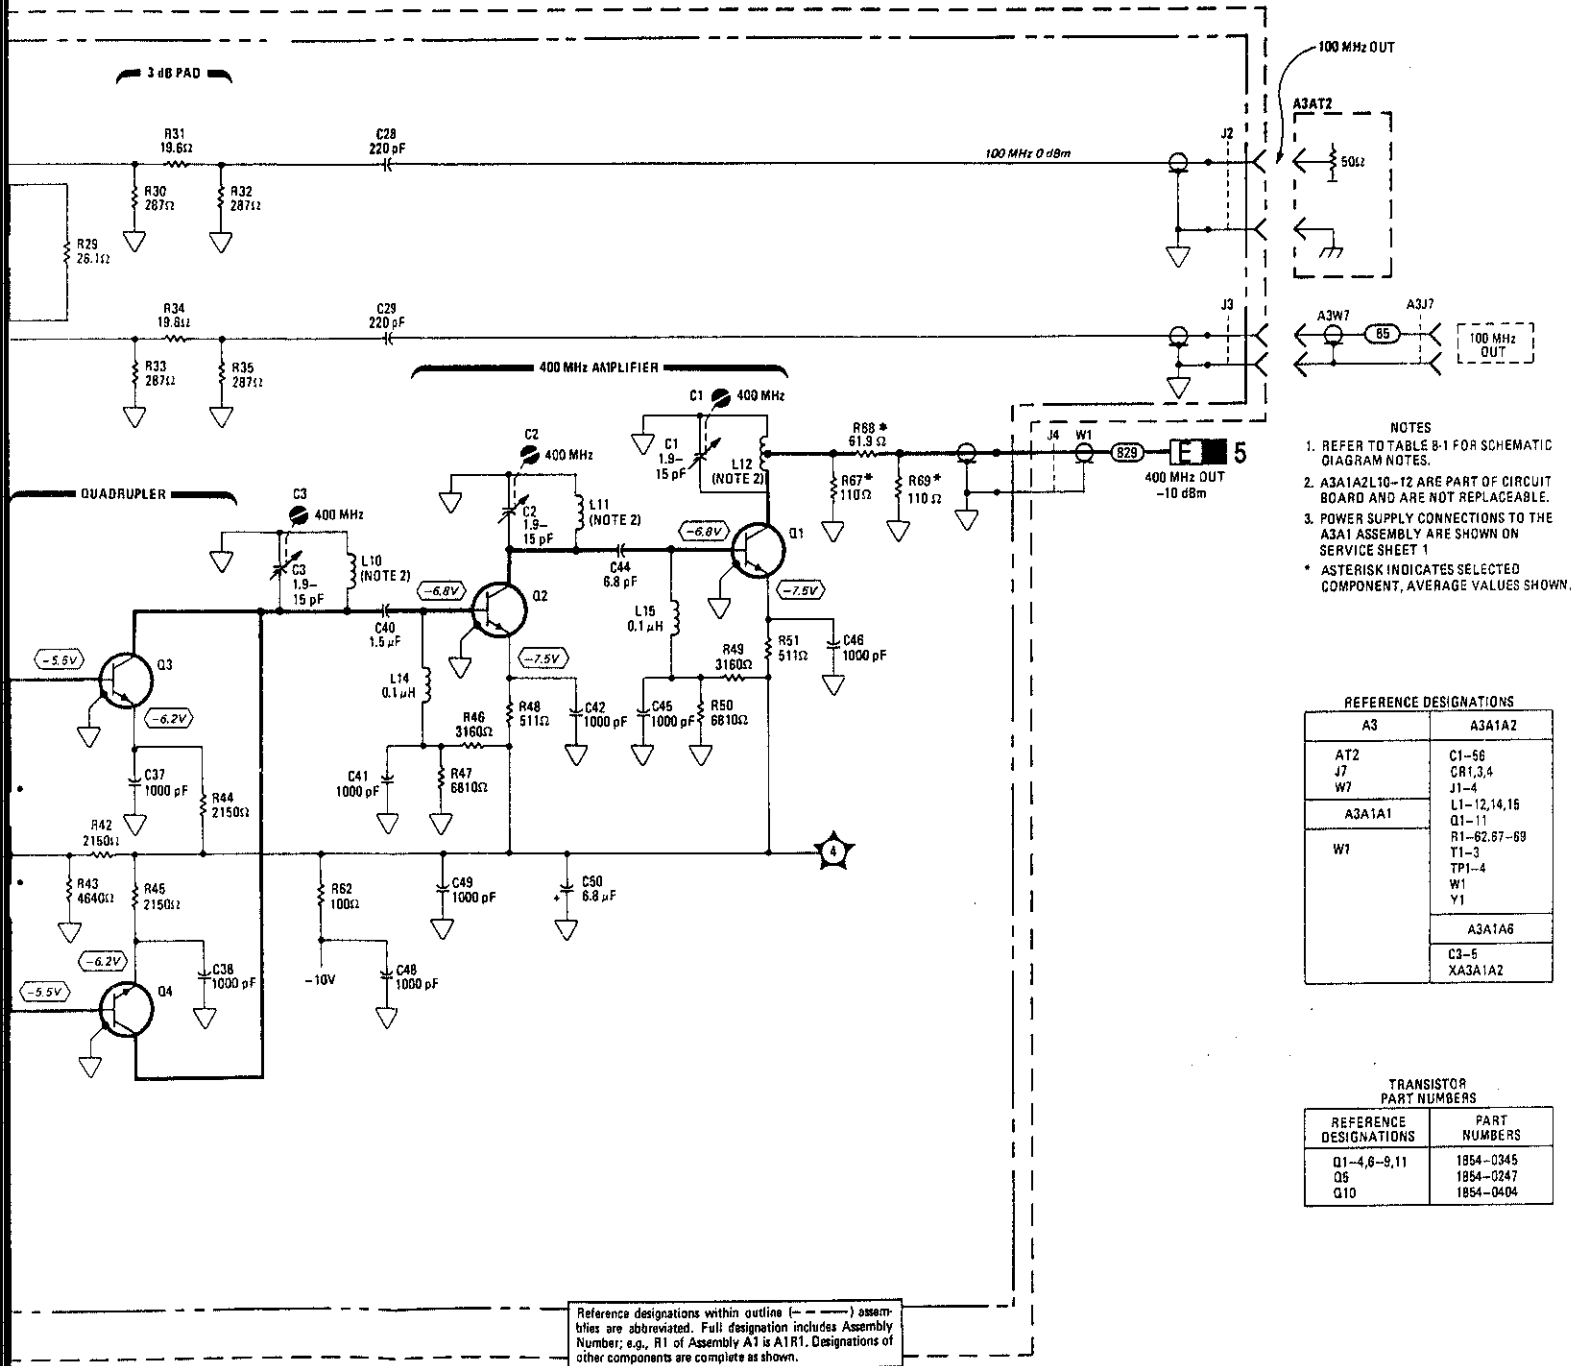 3 dB PAD
100 MHz OUT
A3AT2
R31
19.6Ω
C28
220 pF
100 MHz 0 dBm
J2
50Ω
R30
287Ω
R32
287Ω
R29
26.1Ω
R34
19.6Ω
C29
220 pF
J3
A3W7
A3J7
65
100 MHz
OUT
R33
287Ω
R35
287Ω
400 MHz AMPLIFIER
C1
400 MHz
C1
1.9–
15 pF
L12
(NOTE 2)
R68*
61.9 Ω
R67*
110Ω
R69*
110 Ω
J4
W1
829
E
5
400 MHz OUT
–10 dBm
NOTES
1. REFER TO TABLE 8-1 FOR SCHEMATIC
DIAGRAM NOTES.
2. A3A1A2L10–12 ARE PART OF CIRCUIT
BOARD AND ARE NOT REPLACEABLE.
3. POWER SUPPLY CONNECTIONS TO THE
A3A1 ASSEMBLY ARE SHOWN ON
SERVICE SHEET 1
* ASTERISK INDICATES SELECTED
COMPONENT, AVERAGE VALUES SHOWN.
QUADRUPLER
C3
400 MHz
C3
1.9–
15 pF
L10
(NOTE 2)
C2
400 MHz
C2
1.9–
15 pF
L11
(NOTE 2)
–6.8V
Q1
C44
6.8 pF
–7.5V
–6.8V
Q2
C40
1.5 µF
L15
0.1 µH
R49
3160Ω
R51
511Ω
C46
1000 pF
–5.5V
Q3
–6.2V
–7.5V
L14
0.1 µH
R46
3160Ω
R48
511Ω
C42
1000 pF
C45
1000 pF
R50
6810Ω
C41
1000 pF
R47
6810Ω
C37
1000 pF
R44
2150Ω
R42
2150Ω
4
R43
4640Ω
R45
2150Ω
R62
100Ω
C49
1000 pF
C50
6.8 µF
+
–6.2V
C38
1000 pF
–10V
C48
1000 pF
–5.5V
Q4
REFERENCE DESIGNATIONS
A3
A3A1A2
AT2
J7
W7
A3A1A1
W1
C1–56
CR1,3,4
J1–4
L1–12,14,15
Q1–11
R1–62,67–69
T1–3
TP1–4
W1
Y1
A3A1A6
C3–5
XA3A1A2
TRANSISTOR
PART NUMBERS
REFERENCE DESIGNATIONS
PART NUMBERS
Q1–4,6–9,11 1854–0345
Q5 1854–0247
Q10 1854–0404
Reference designations within outline (— – ——) assem-
blies are abbreviated. Full designation includes Assembly
Number; e.g., R1 of Assembly A1 is A1R1. Designations of
other components are complete as shown.